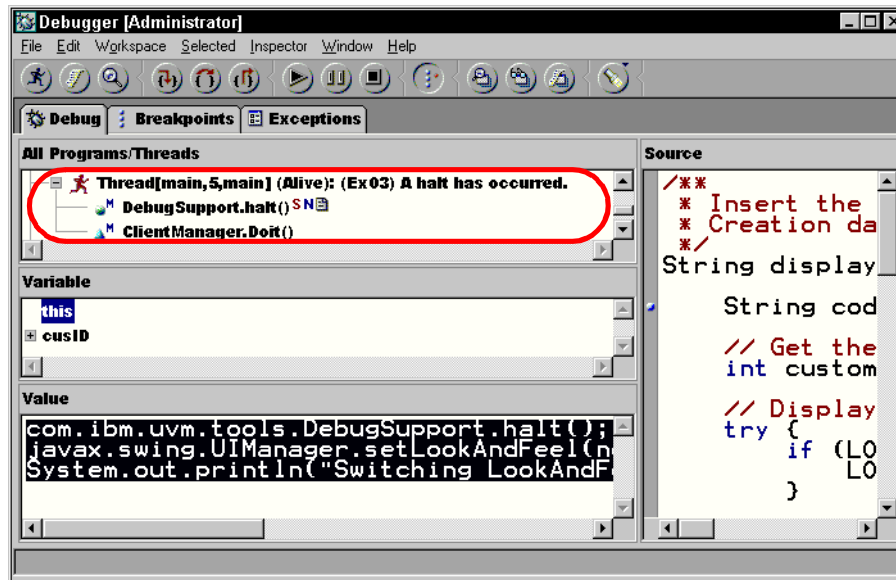 Debugger [Administrator]
File Edit Workspace Selected Inspector Window Help
Debug Breakpoints Exceptions
All Programs/Threads
Thread[main,5,main] (Alive): (Ex03) A halt has occurred.
M DebugSupport.halt() S N
M ClientManager.Doit()
Variable
this
cusID
Value
com.ibm.uvm.tools.DebugSupport.halt();
javax.swing.UIManager.setLookAndFeel(n
System.out.println("Switching LookAndF
Source
/**
* Insert the
* Creation da
*/
String display
String cod
// Get the
int custom
// Display
try {
if (LO
LO
}